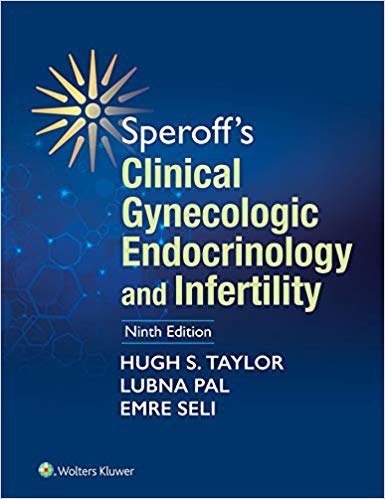 Speroff's
Clinical
Gynecologic
Endocrinology
and Infertility
Ninth Edition
HUGH S. TAYLOR
LUBNA PAL
EMRE SELI
Wolters Kluwer